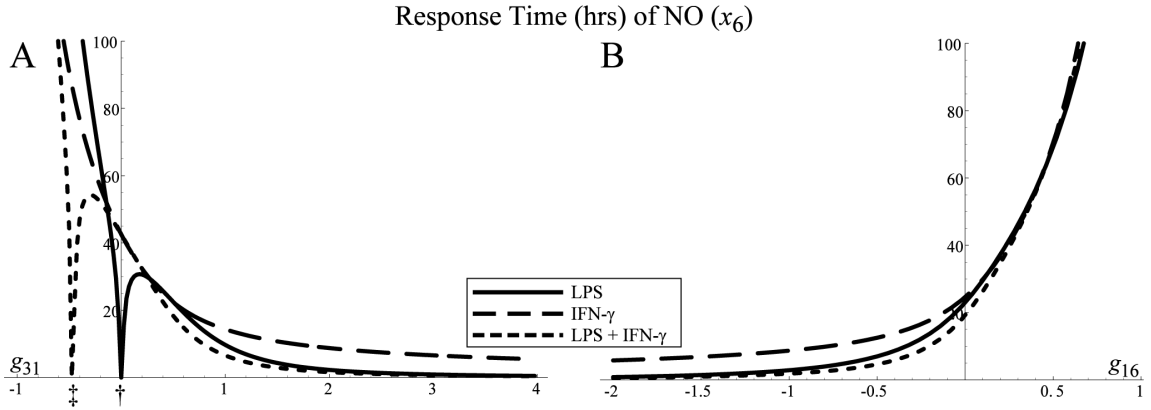 Response Time (hrs) of NO (x6)
A
100
80
60
40
20
g31
-1
1
2
3
4
‡
†
B
100
80
60
40
20
g16
-2
-1.5
-1
-0.5
0.5
1
LPS
IFN-γ
LPS + IFN-γ